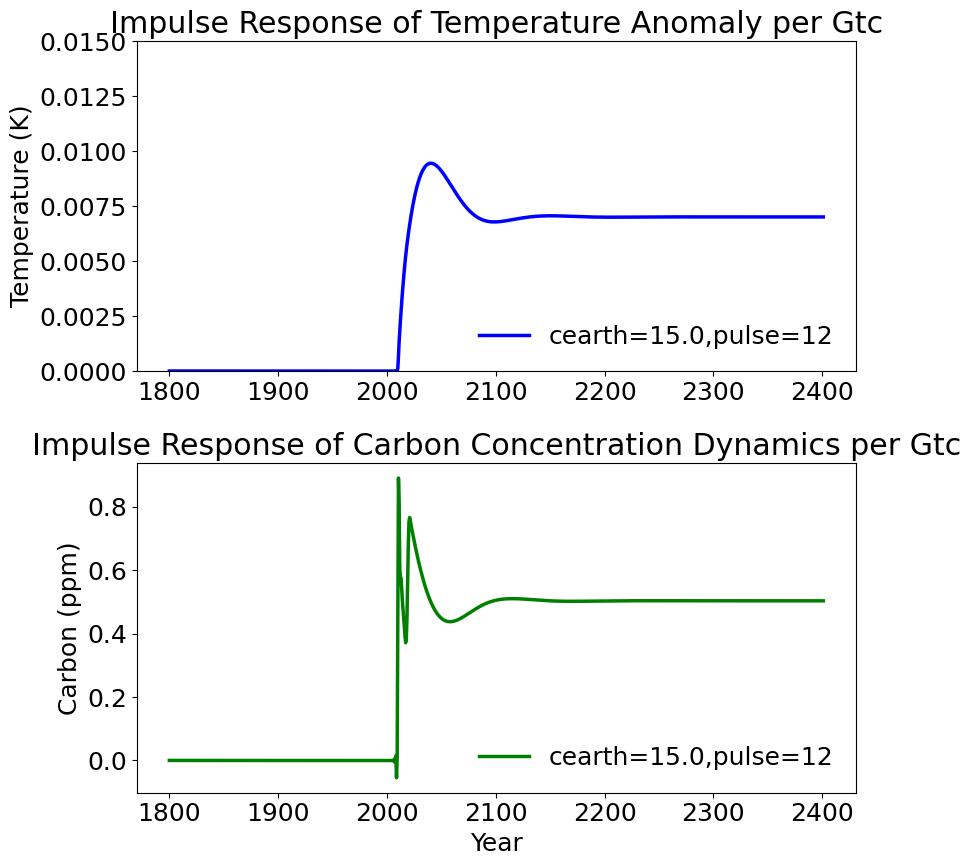 Impulse Response of Temperature Anomaly per Gtc
0.0150
0.0125
0.0100
0.0075
0.0050
0.0025
0.0000
Temperature (K)
cearth=15.0,pulse=12
1800 1900 2000 2100 2200 2300 2400
Impulse Response of Carbon Concentration Dynamics per Gtc
0.8
0.6
0.4
0.2
0.0
Carbon (ppm)
cearth=15.0,pulse=12
1800 1900 2000 2100 2200 2300 2400
Year